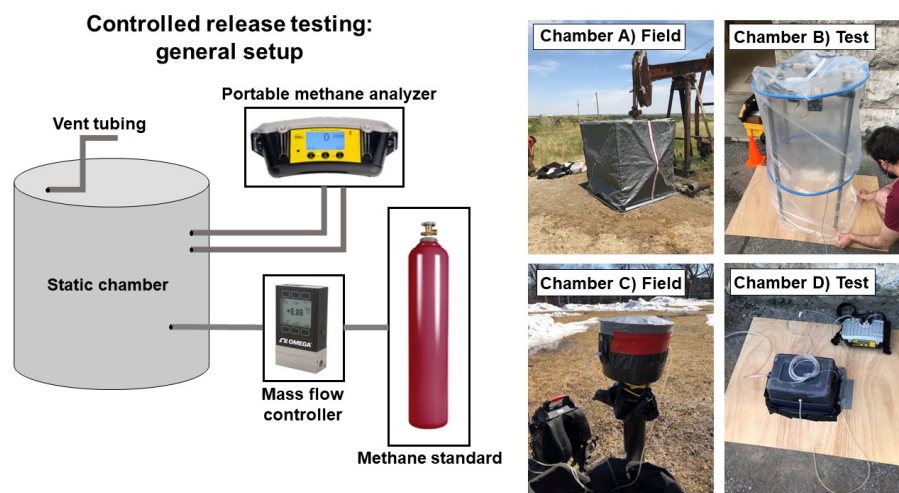 Controlled release testing:
general setup
Portable methane analyzer
Vent tubing
Static chamber
Mass flow
controller
Methane standard
0
+0.00
OMEGA
Chamber A) Field
Chamber B) Test
Chamber C) Field
Chamber D) Test